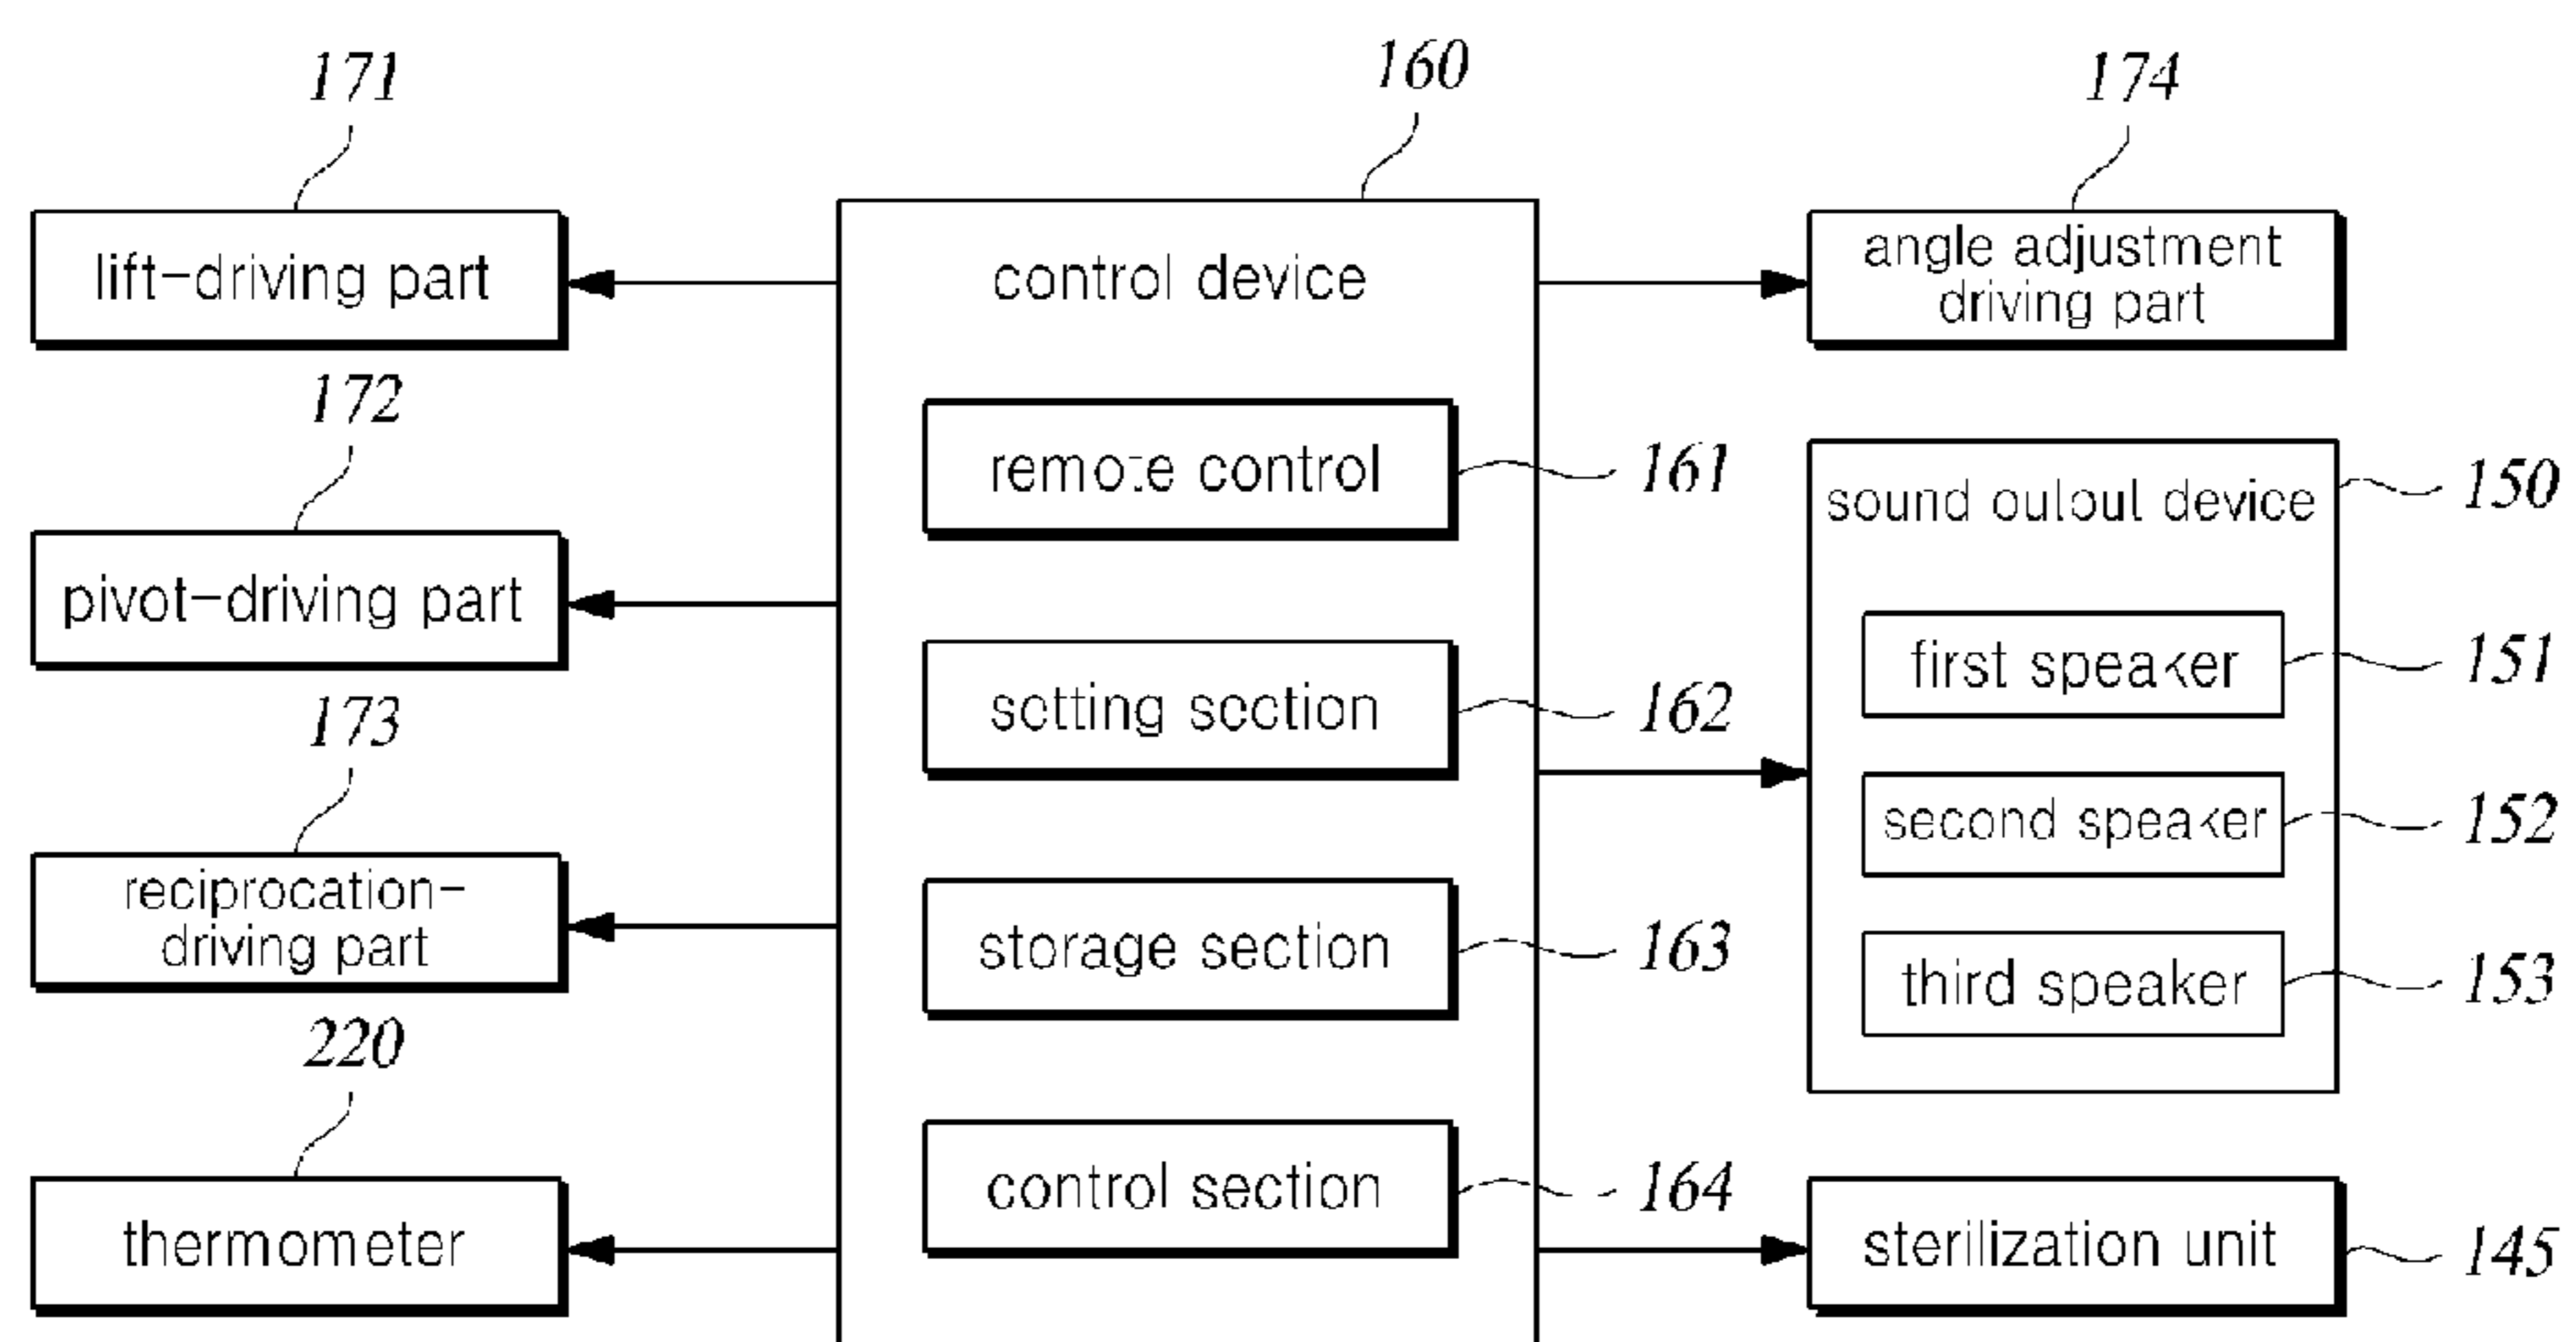 160
171
174
lift-driving part
control device
angle adjustment
driving part
172
remote control
161
sound output device
150
pivot-driving part
first speaker
151
setting section
162
173
second speaker
152
reciprocation-
driving part
storage section
163
third speaker
153
220
control section
164
thermometer
sterilization unit
145